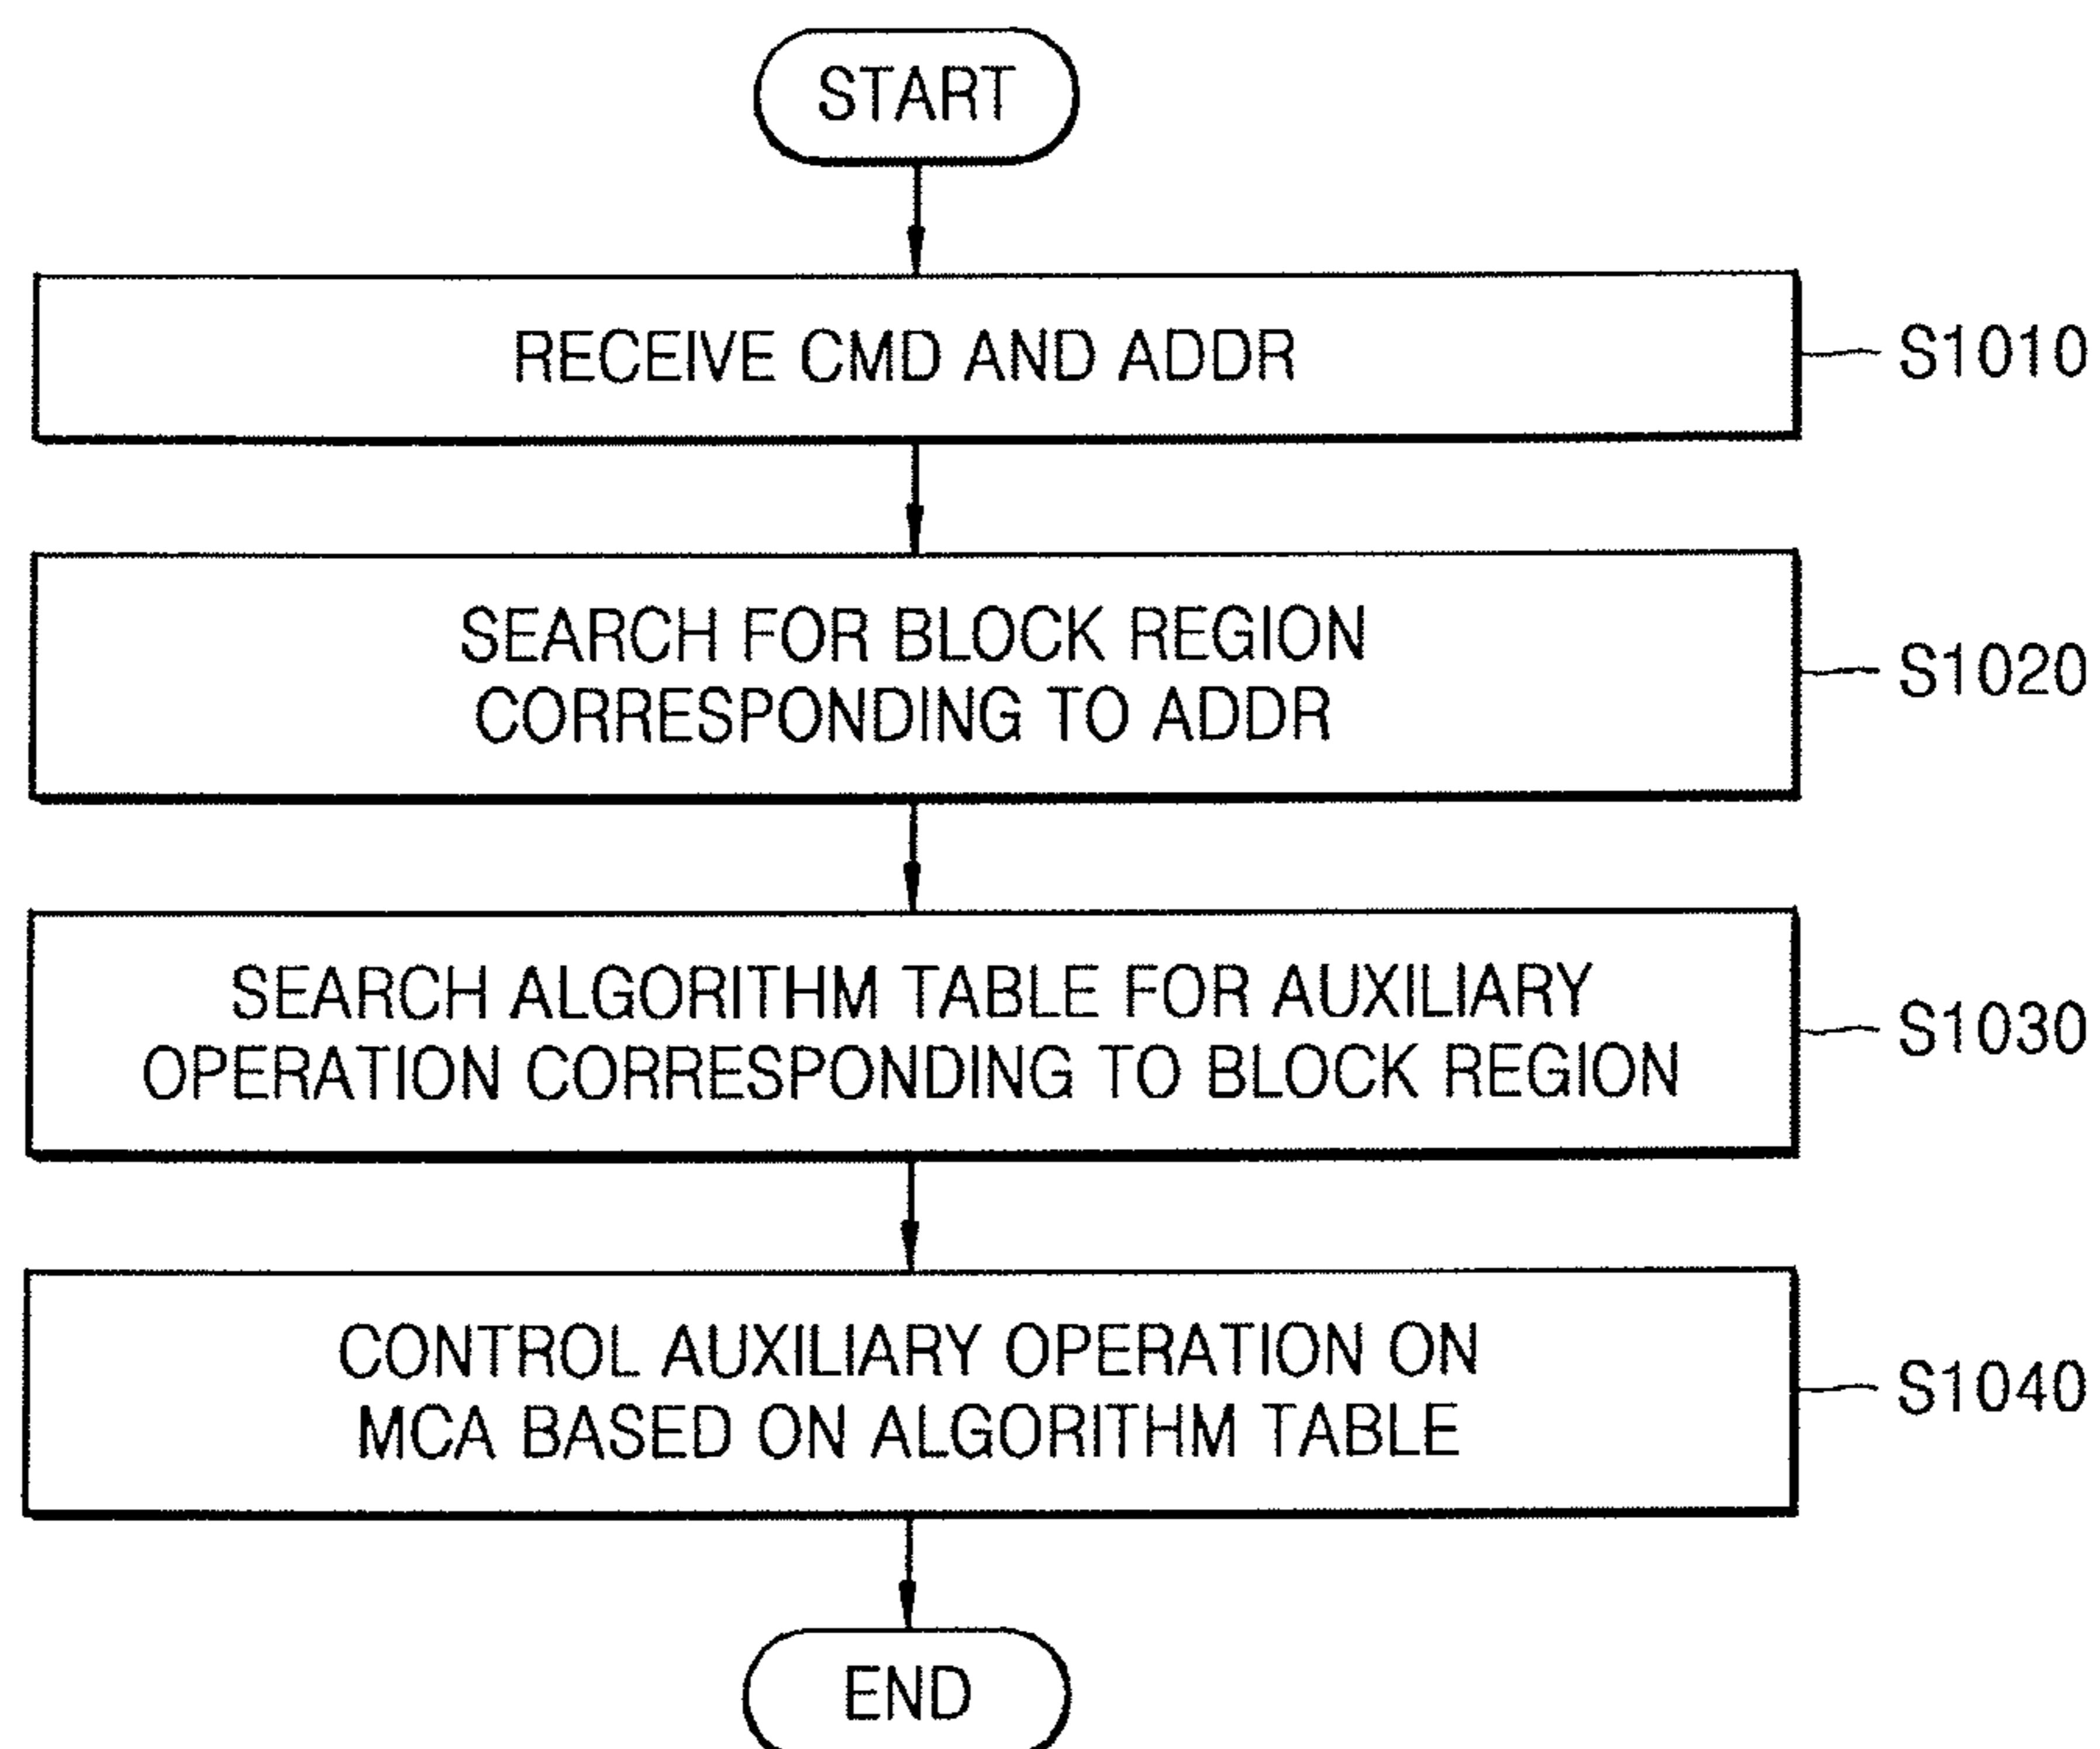 START
RECEIVE CMD AND ADDR
S1010
SEARCH FOR BLOCK REGION
CORRESPONDING TO ADDR
S1020
SEARCH ALGORITHM TABLE FOR AUXILIARY
OPERATION CORRESPONDING TO BLOCK REGION
S1030
CONTROL AUXILIARY OPERATION ON
MCA BASED ON ALGORITHM TABLE
S1040
END